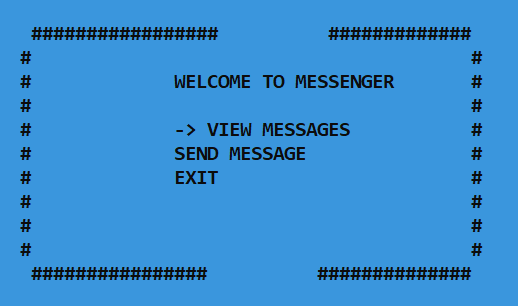 #################          #############
#                                        #
#             WELCOME TO MESSENGER       #
#                                        #
#             -> VIEW MESSAGES           #
#             SEND MESSAGE               #
#             EXIT                       #
#                                        #
#                                        #
#                                        #
 ################          ##############